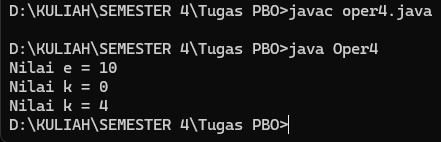 D:\KULIAH\SEMESTER 4\Tugas PBO>javac oper4.java
D:\KULIAH\SEMESTER 4\Tugas PBO>java Oper4
Nilai e = 10
Nilai k = 0
Nilai k = 4
D:\KULIAH\SEMESTER 4\Tugas PBO>